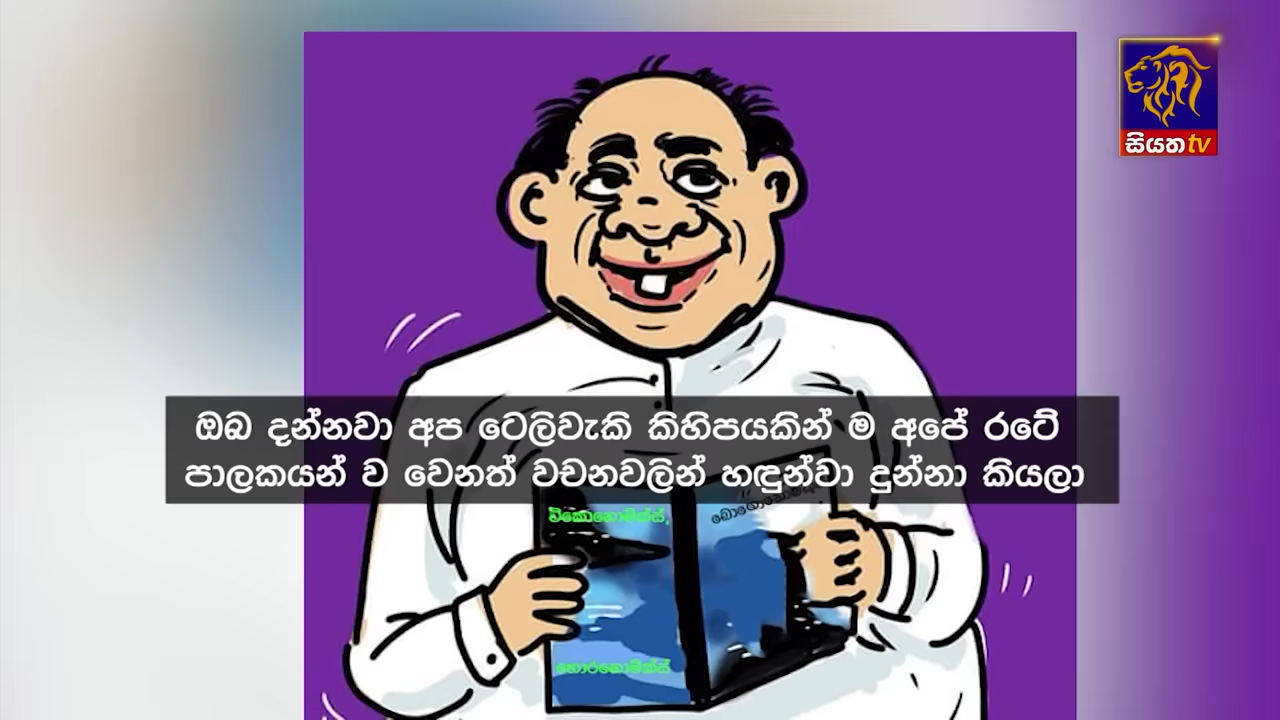 සියත tv
ඔබ දන්නවා අප ටෙලිවැකි කිහිපයකින් ම අපේ රටේ
පාලකයන් ව වෙනත් වචනවලින් හඳුන්වා දුන්නා කියලා
විකොනොමික්ස්,
හොරනොමික්ස්